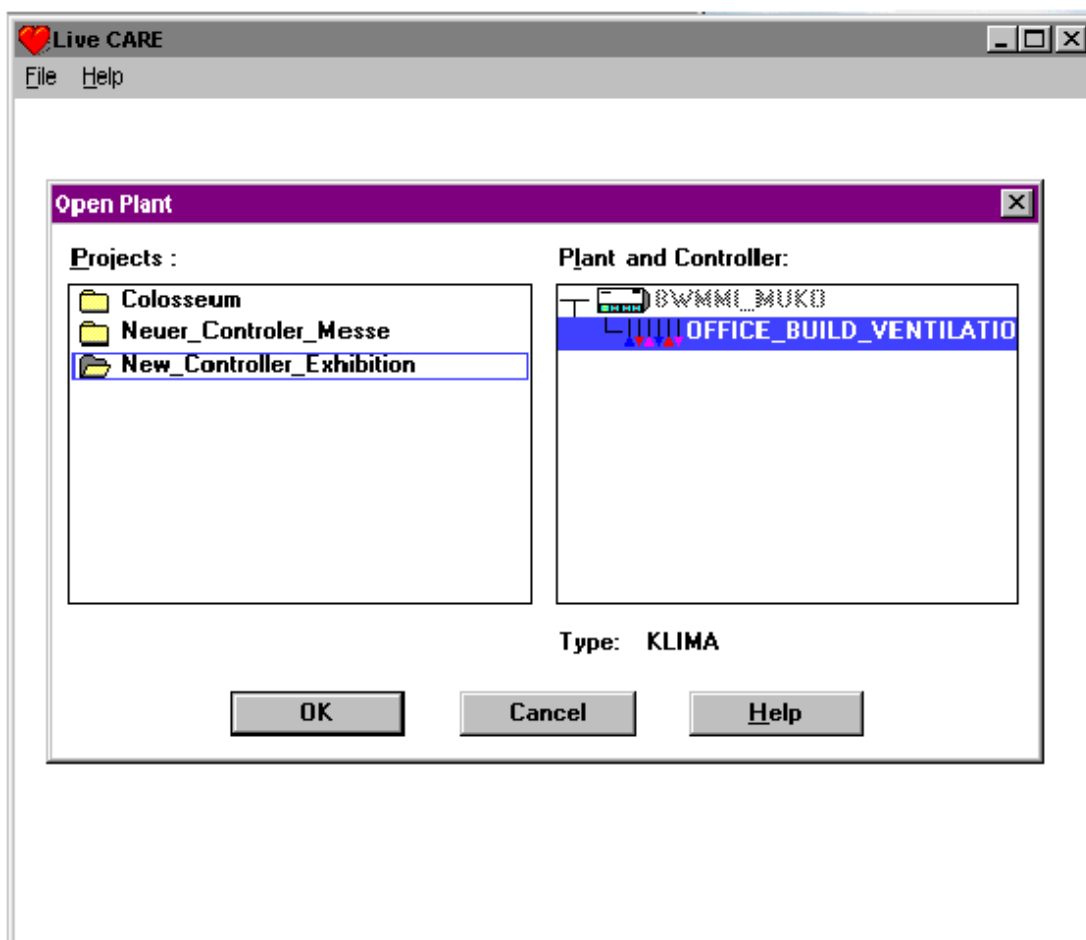 Live CARE
File Help
Open Plant
Projects :
Colosseum
Neuer_Controler_Messe
New_Controller_Exhibition
Plant and Controller:
OFFICE_BUILD_VENTILATIO
Type: KLIMA
OK Cancel Help